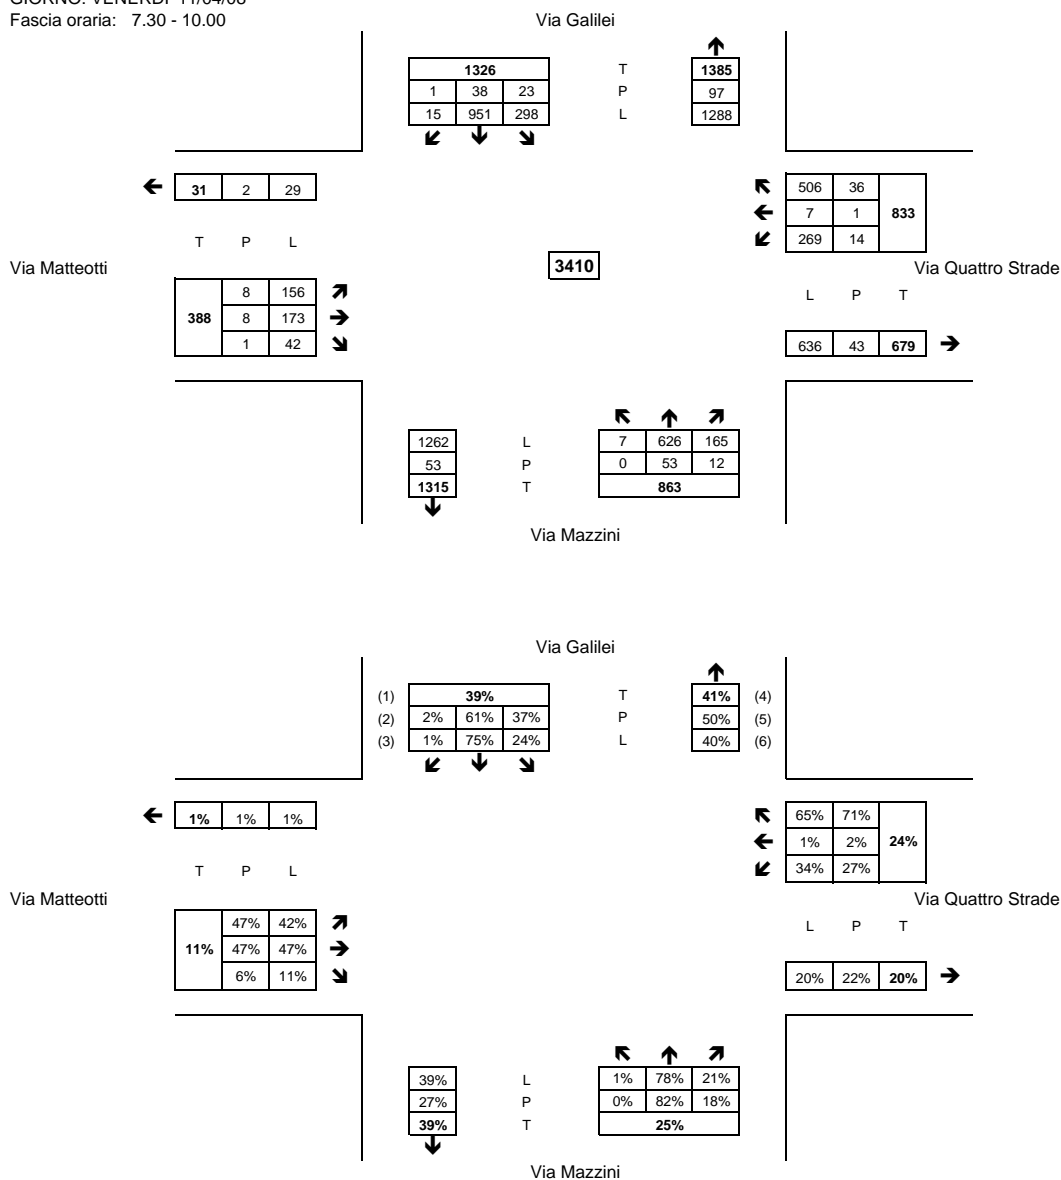 Fascia oraria: 7.30 - 10.00
Via Galilei
1326 T 1385
1 38 23 P 97
15 951 298 L 1288
31 2 29
506 36
7 1 833
269 14
T P L
Via Matteotti
3410
Via Quattro Strade
8 156
388 8 173
1 42
L P T
636 43 679
1262 L 7 626 165
53 P 0 53 12
1315 T 863
Via Mazzini
Via Galilei
(1) 39% T 41% (4)
(2) 2% 61% 37% P 50% (5)
(3) 1% 75% 24% L 40% (6)
1% 1% 1%
65% 71%
1% 2% 24%
34% 27%
T P L
Via Matteotti
Via Quattro Strade
47% 42%
11% 47% 47%
6% 11%
L P T
20% 22% 20%
39% L 1% 78% 21%
27% P 0% 82% 18%
39% T 25%
Via Mazzini